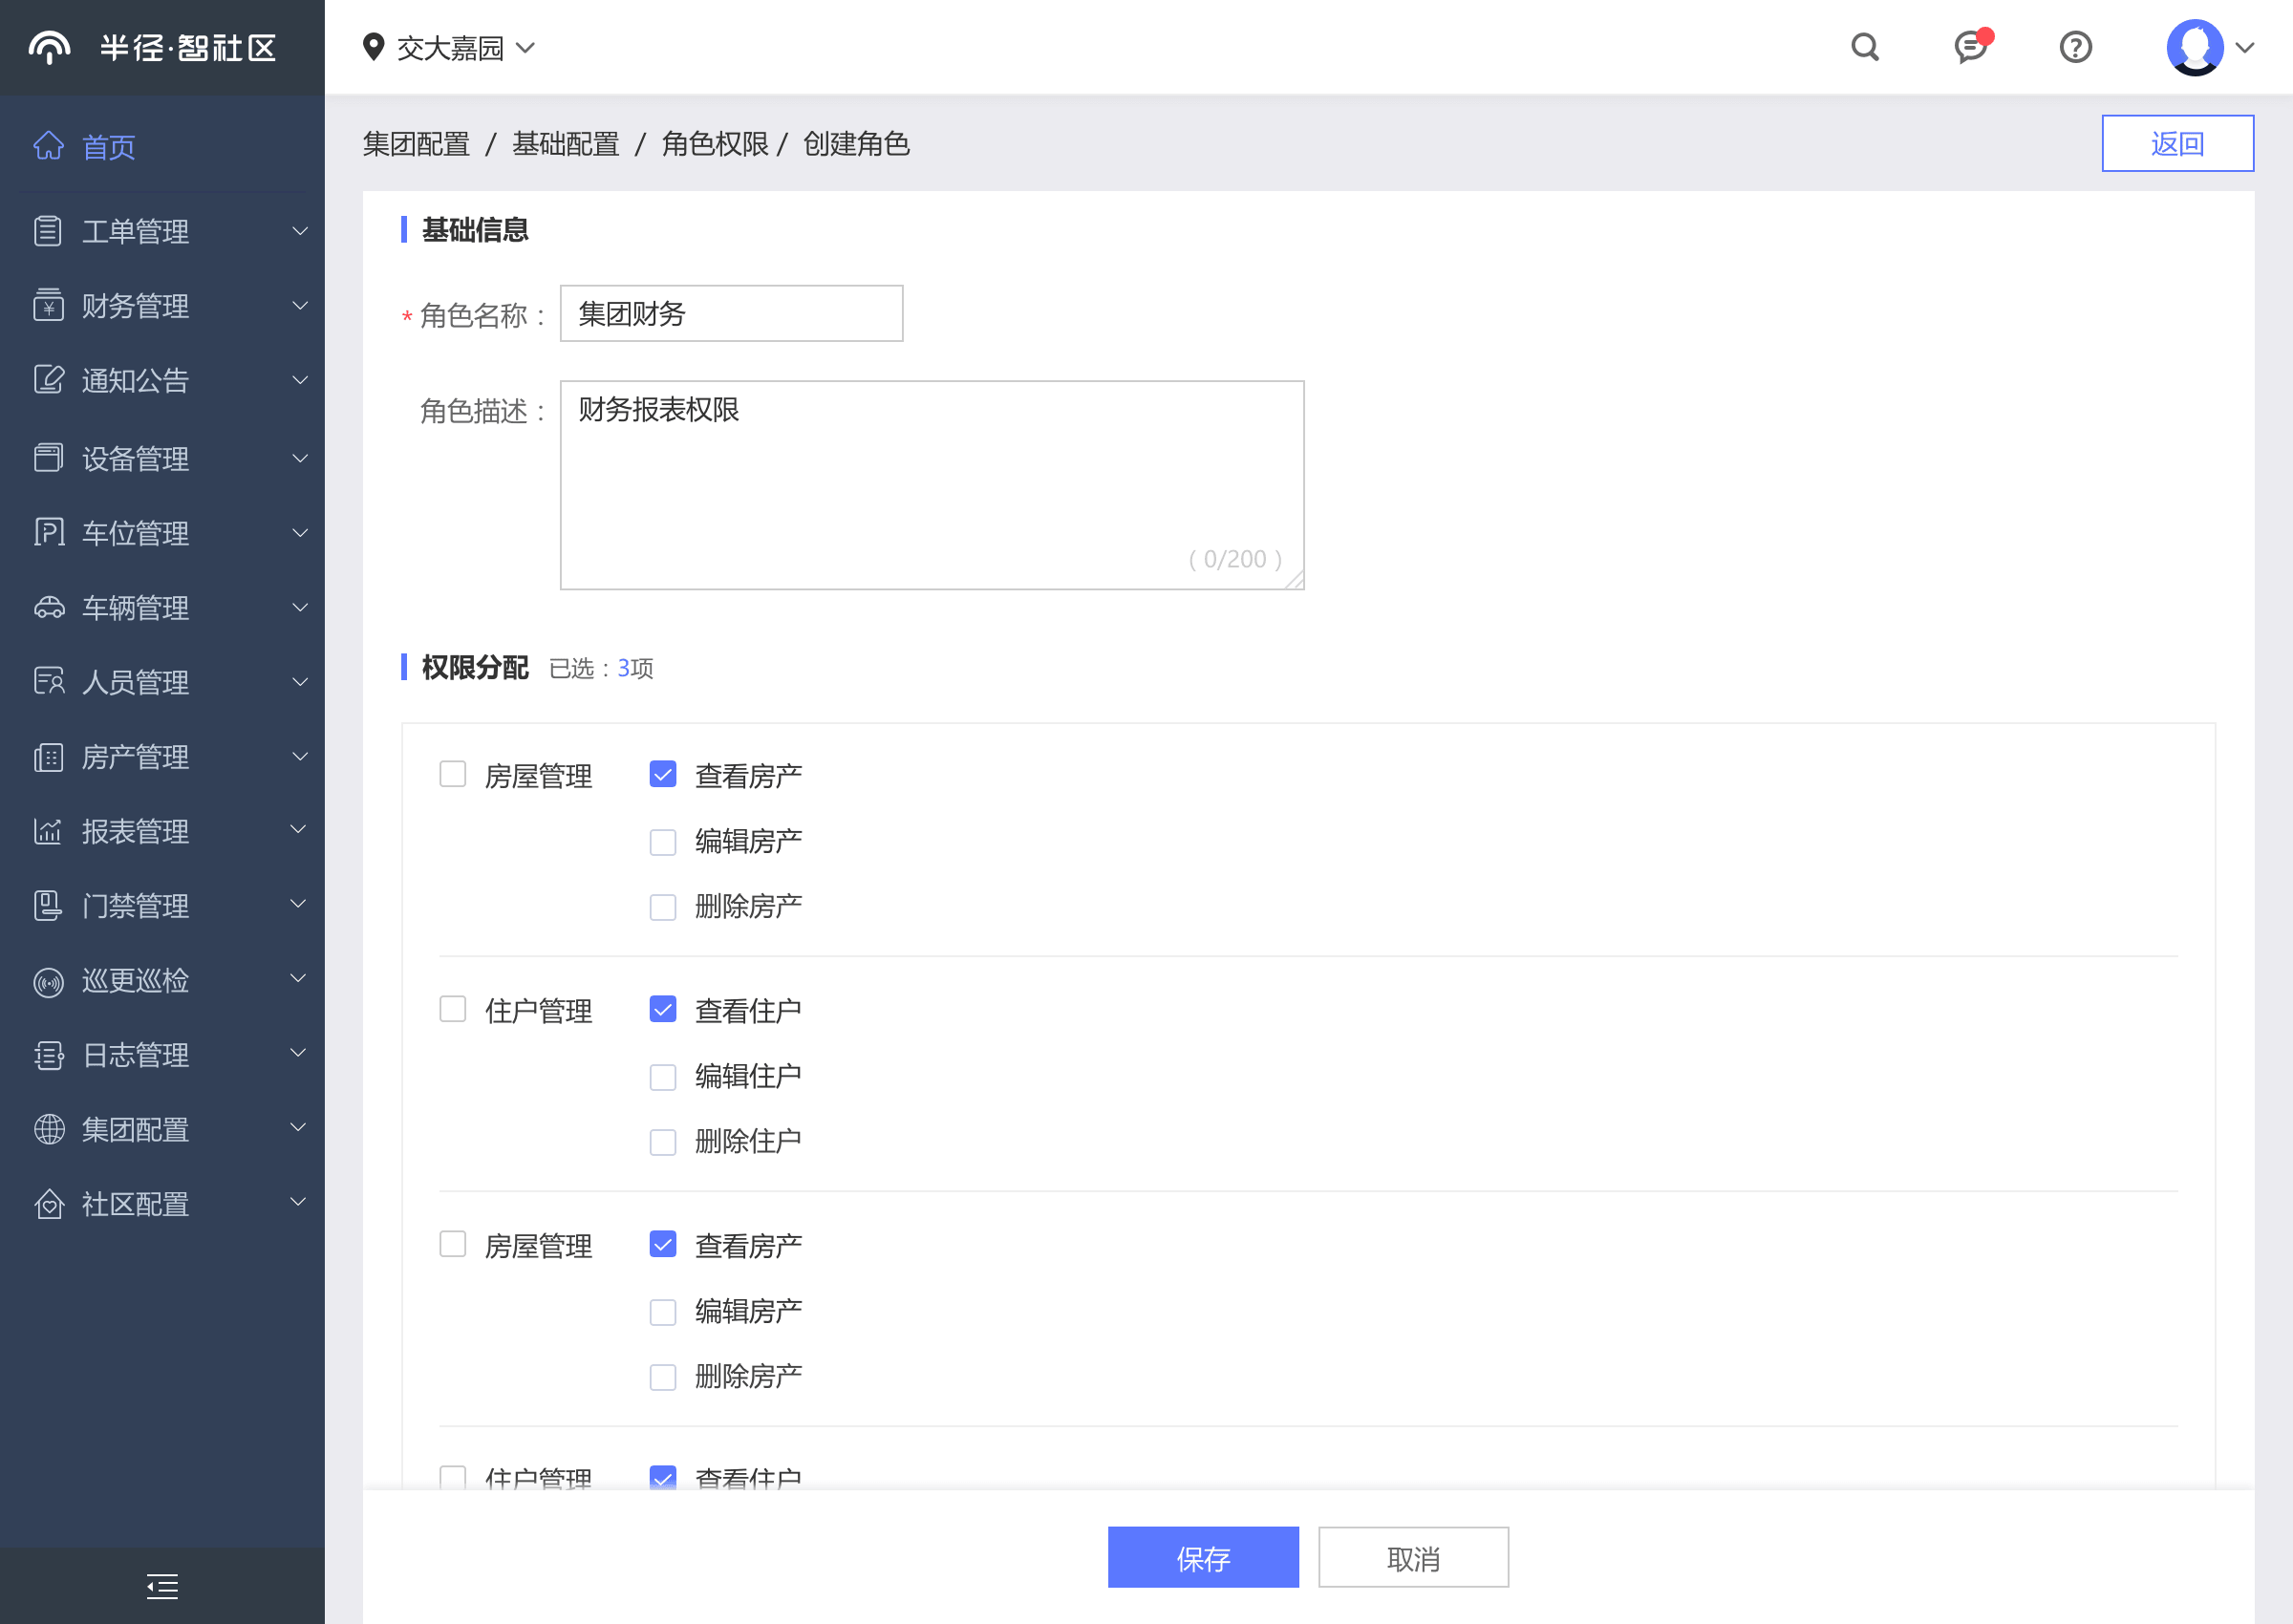 半径·智社区
交大嘉园
首页
工单管理
财务管理
通知公告
设备管理
车位管理
车辆管理
人员管理
房产管理
报表管理
门禁管理
巡更巡检
日志管理
集团配置
社区配置
集团配置 / 基础配置 / 角色权限 / 创建角色
返回
基础信息
* 角色名称： 集团财务
角色描述： 财务报表权限
( 0/200 )
权限分配 已选：3项
房屋管理 查看房产
编辑房产
删除房产
住户管理 查看住户
编辑住户
删除住户
房屋管理 查看房产
编辑房产
删除房产
住户管理 查看住户
保存 取消